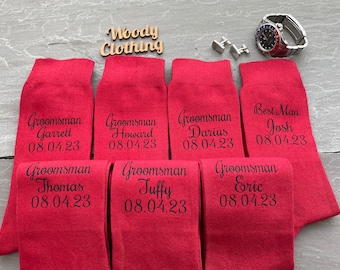 Woody
Clothing
Groomsman
Garrett
08.04.23
Groomsman
Howard
08.04.23
Groomsman
Darius
08.04.23
Best Man
Josh
08.04.23
Groomsman
Thomas
08.04.23
Groomsman
Tuffy
08.04.23
Groomsman
Eric
08.04.23